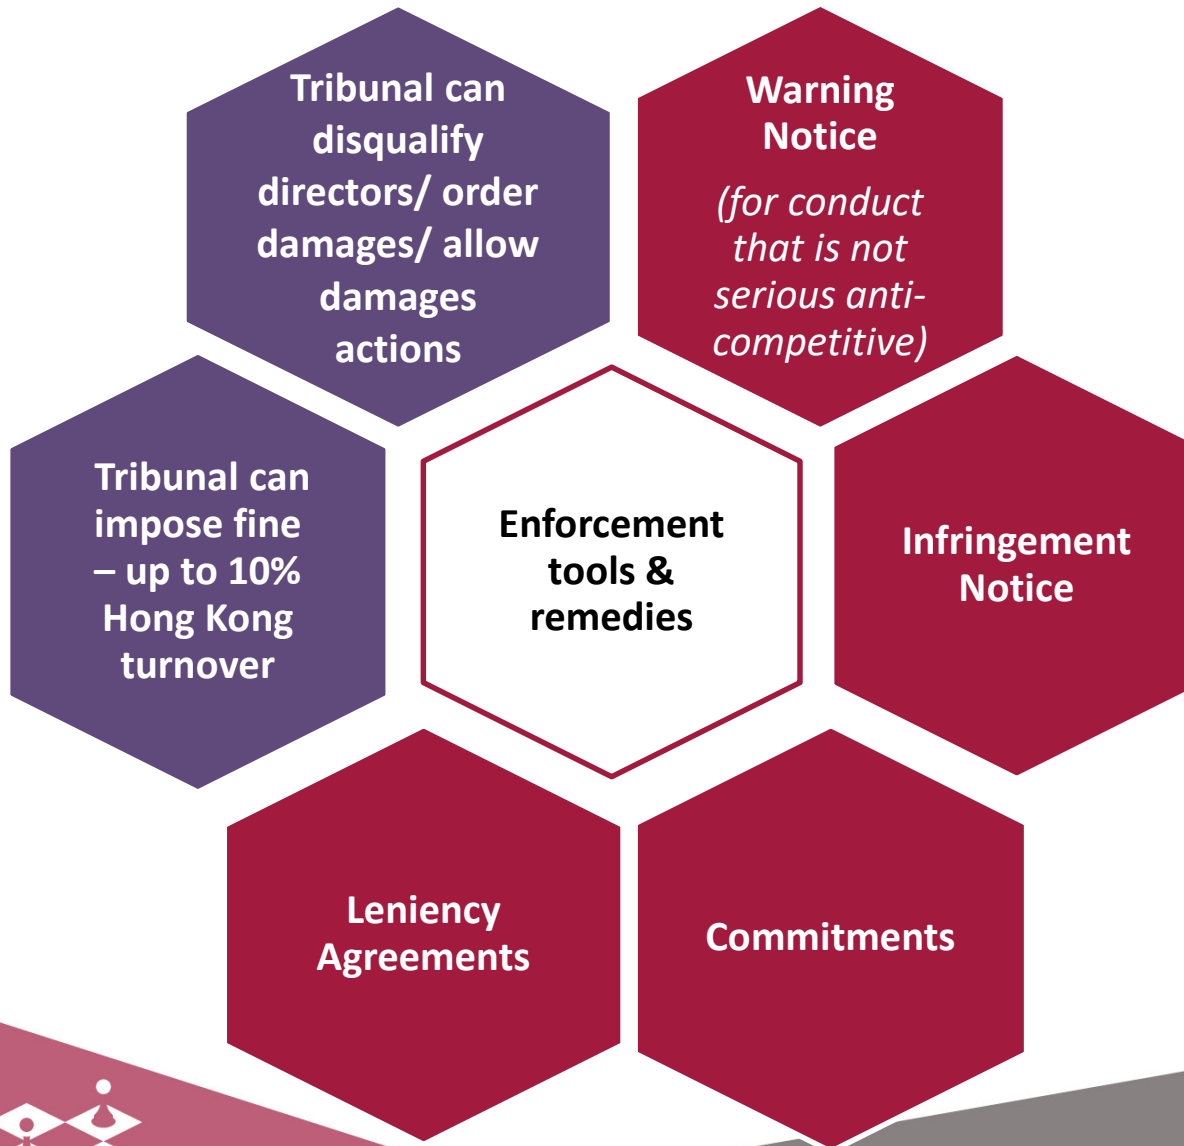 Tribunal can
disqualify
directors/ order
damages/ allow
damages
actions
Warning
Notice
(for conduct
that is not
serious anti-
competitive)
Tribunal can
impose fine
– up to 10%
Hong Kong
turnover
Enforcement
tools &
remedies
Infringement
Notice
Leniency
Agreements
Commitments